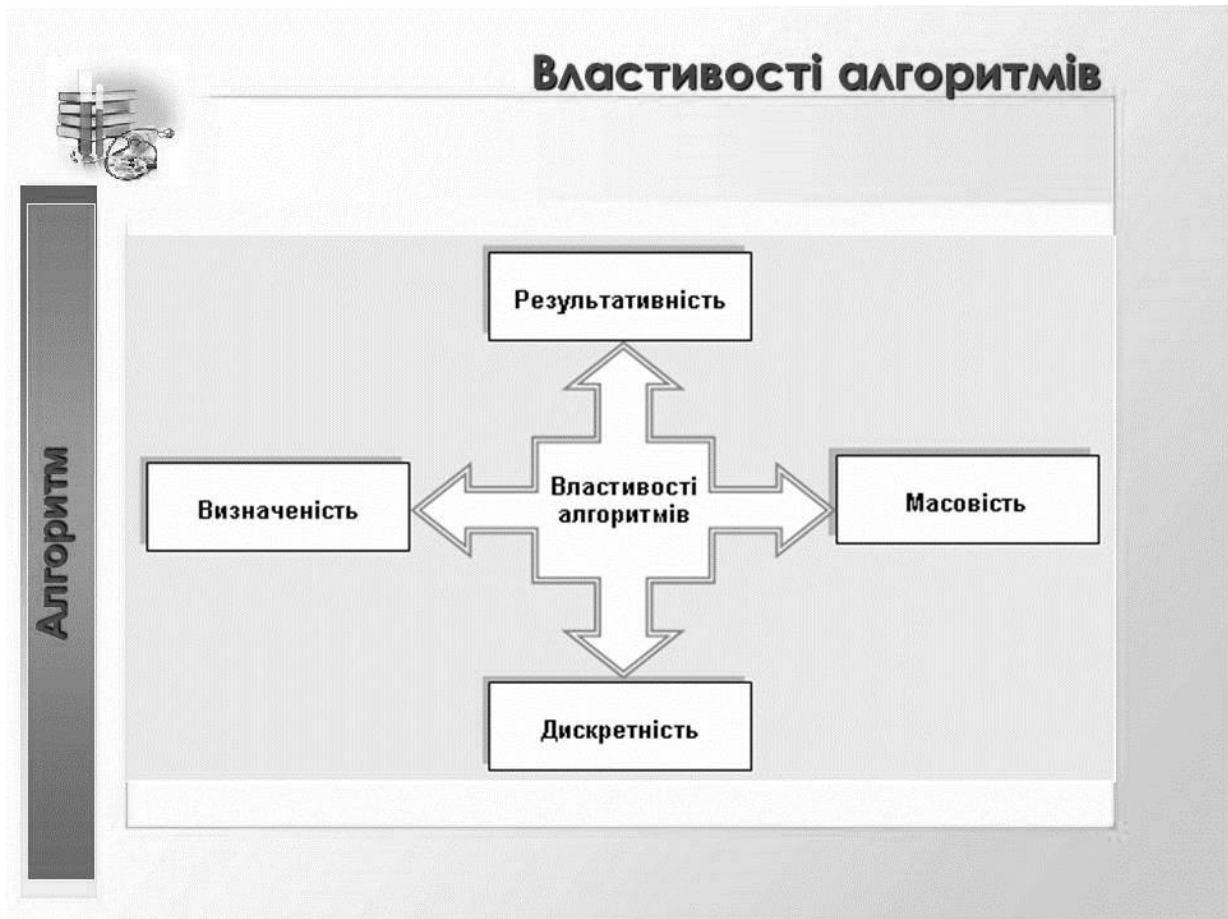 Властивості алгоритмів
Алгоритм
Результативність
Визначеність
Властивості
алгоритмів
Масовість
Дискретність